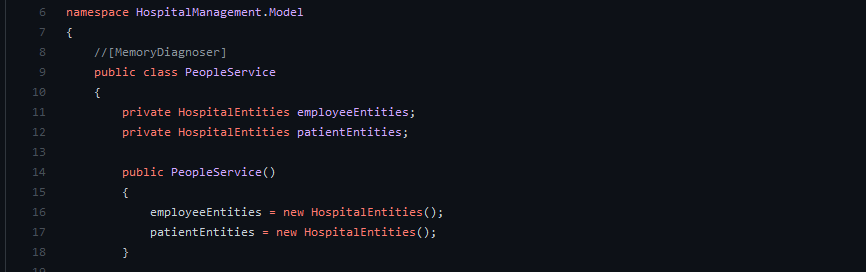 6 namespace HospitalManagement.Model
7 {
8 //[MemoryDiagnoser]
9 public class PeopleService
10 {
11 private HospitalEntities employeeEntities;
12 private HospitalEntities patientEntities;
13
14 public PeopleService()
15 {
16 employeeEntities = new HospitalEntities();
17 patientEntities = new HospitalEntities();
18 }